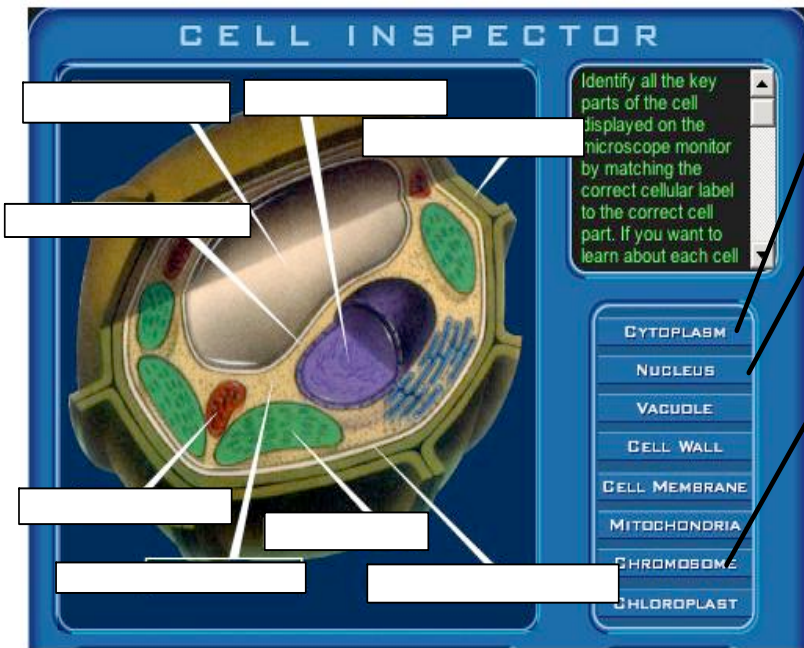 CELL INSPECTOR
Identify all the key
parts of the cell
displayed on the
microscope monitor
by matching the
correct cellular label
to the correct cell
part. If you want to
learn about each cell
CYTOPLASM
NUCLEUS
VACUOLE
CELL WALL
CELL MEMBRANE
MITOCHONDRIA
CHROMOSOME
CHLOROPLAST